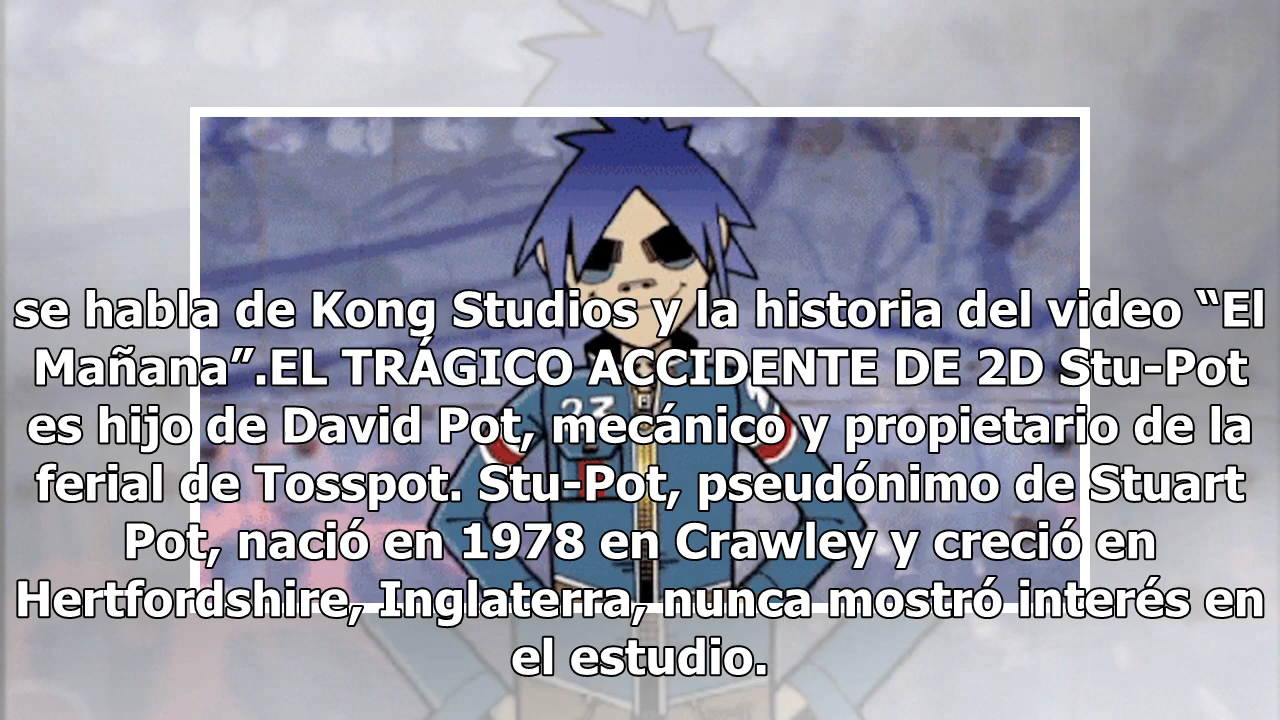 se habla de Kong Studios y la historia del video “El
Mañana”.EL TRÁGICO ACCIDENTE DE 2D Stu-Pot
es hijo de David Pot, mecánico y propietario de la
ferial de Tosspot. Stu-Pot, pseudónimo de Stuart
Pot, nació en 1978 en Crawley y creció en
Hertfordshire, Inglaterra, nunca mostró interés en
el estudio.